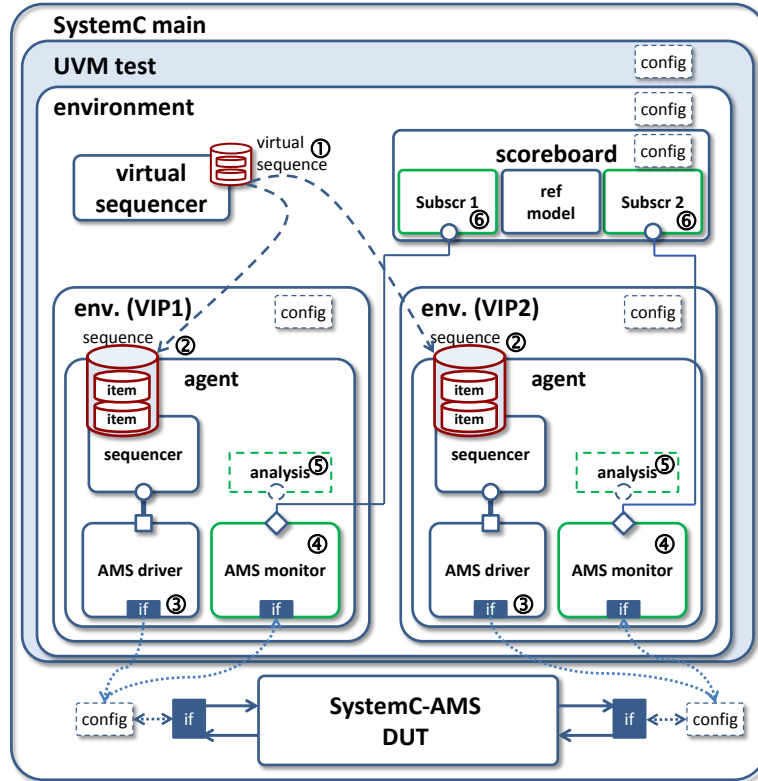 SystemC main
UVM test
config
environment
config
virtual ①
sequence
virtual
sequencer
config
scoreboard
Subscr 1
⑥
ref
model
Subscr 2
⑥
env. (VIP1)
config
sequence ②
agent
item
item
sequencer
analysis ⑤
AMS driver
③
if
AMS monitor
④
if
env. (VIP2)
config
sequence ②
agent
item
item
sequencer
analysis ⑤
AMS driver
③
if
AMS monitor
④
if
config
if
SystemC-AMS
DUT
if
config